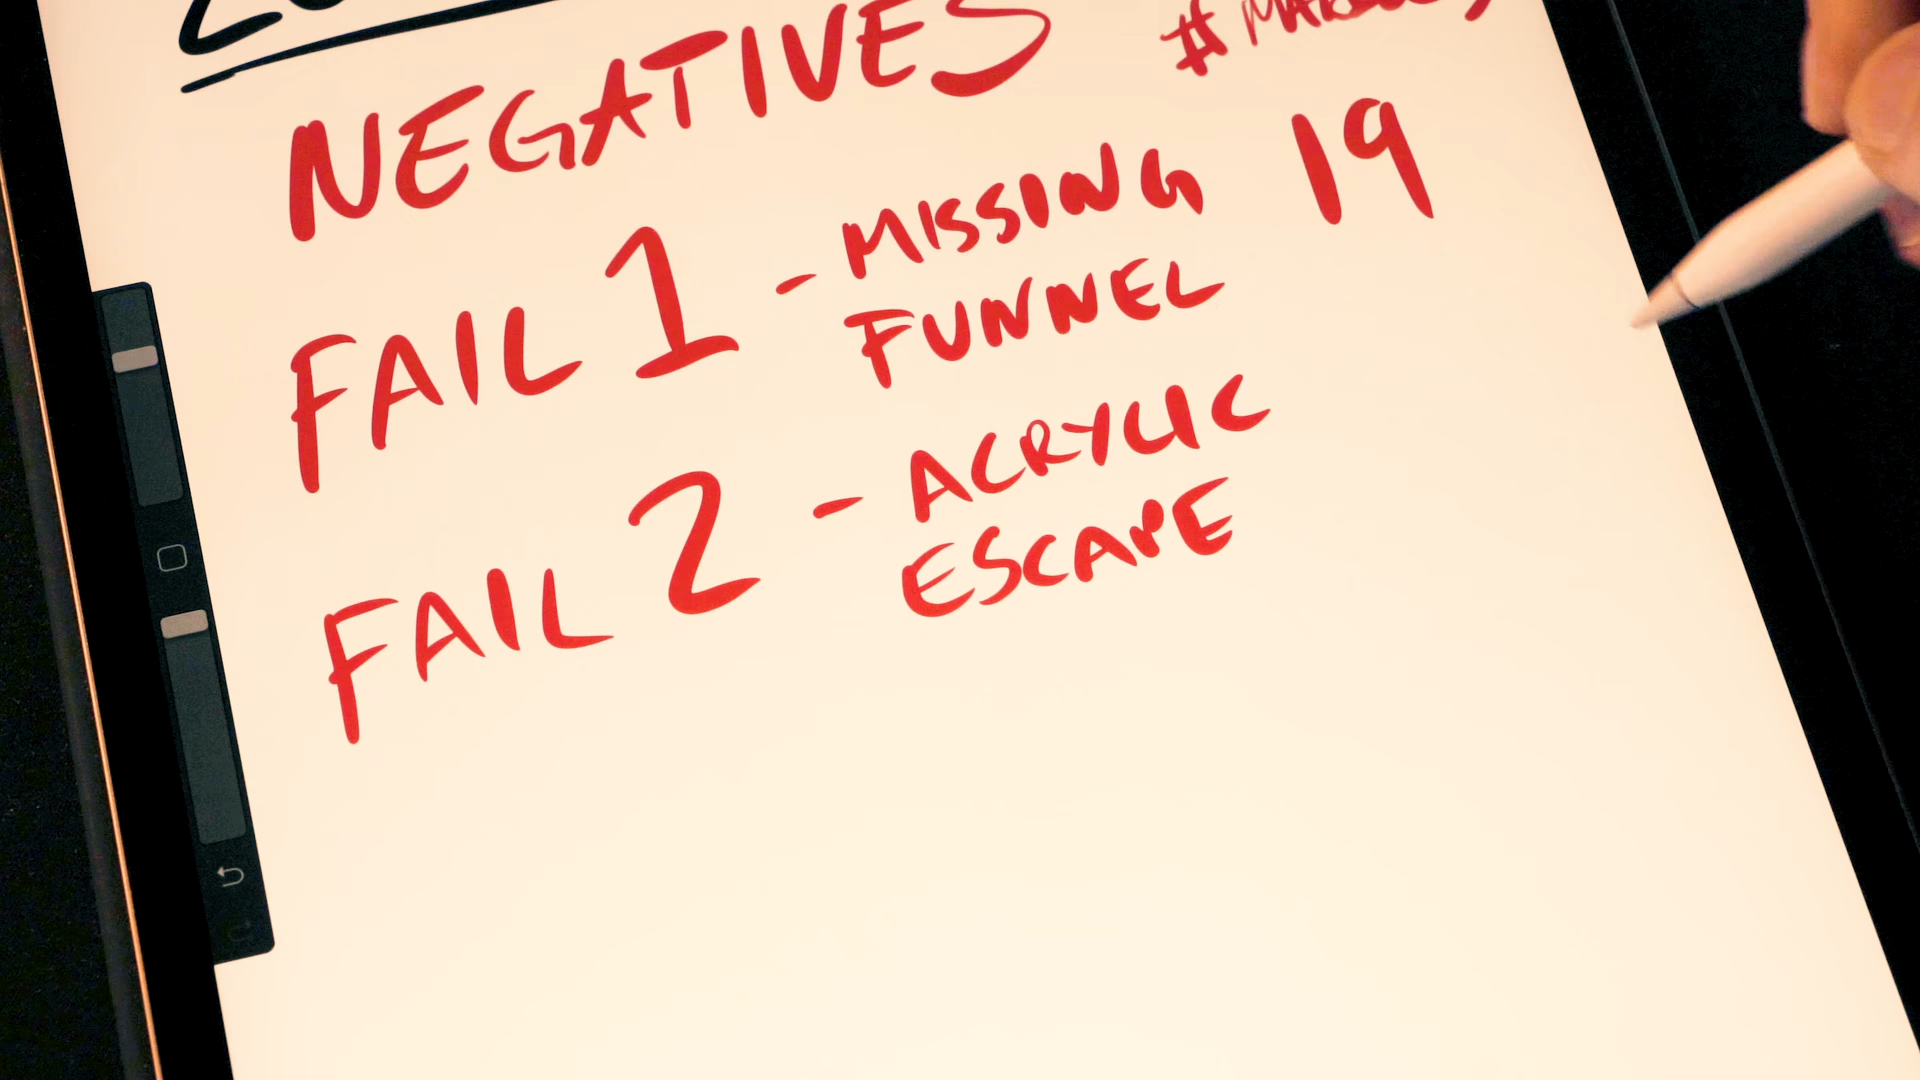 NEGATIVES
FAIL 1 - MISSING FUNNEL 19
FAIL 2 - ACRYLIC ESCAPE